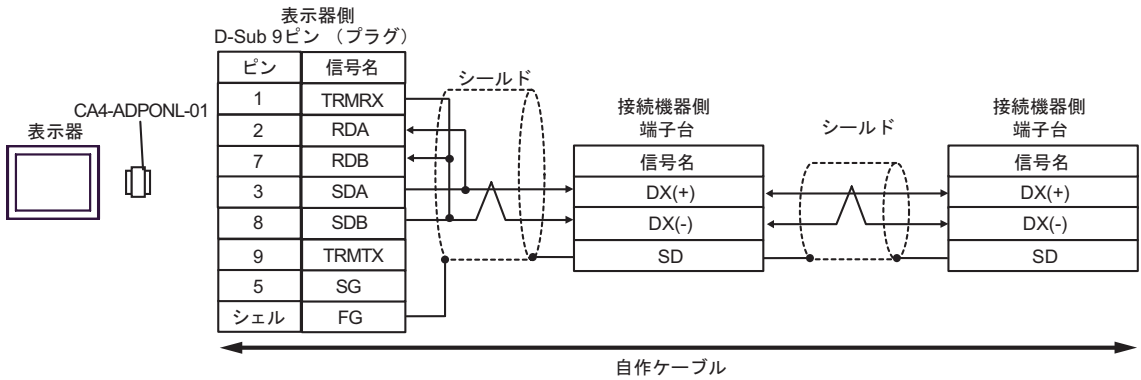 表示器側
D-Sub 9ピン （プラグ）
ピン 信号名
1 TRMRX
2 RDA
7 RDB
3 SDA
8 SDB
9 TRMTX
5 SG
シェル FG
CA4-ADPONL-01
表示器
シールド
接続機器側
端子台
信号名
DX(+)
DX(-)
SD
シールド
接続機器側
端子台
信号名
DX(+)
DX(-)
SD
自作ケーブル